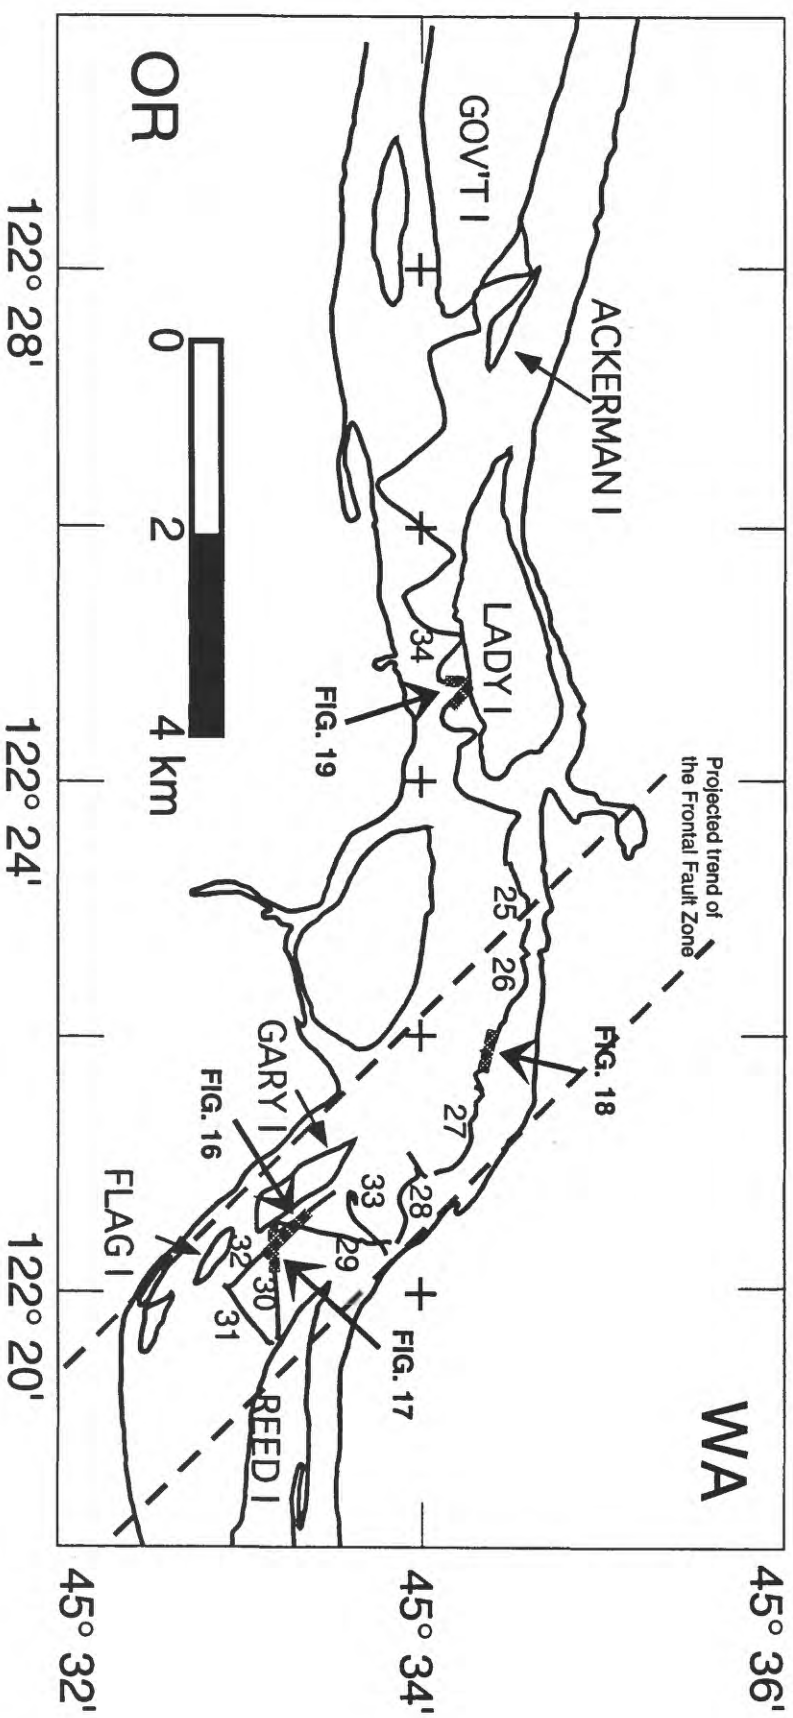 WA
OR
GOV'T I
ACKERMAN I
LADY I
34
FIG. 19
Projected trend of
the Frontal Fault Zone
25
26
FIG. 18
27
28
33
29
GARY I
FIG. 16
FLAG I
32
30
31
FIG. 17
REED I
0
2
4 km
122° 28'
122° 24'
122° 20'
45° 36'
45° 34'
45° 32'